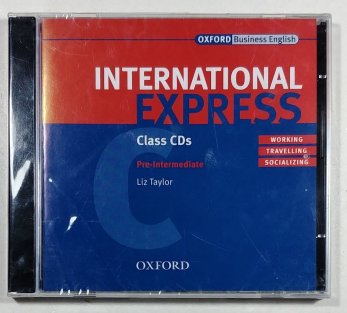 OXFORD Business English
INTERNATIONAL
EXPRESS
Class CDs
Pre-Intermediate
Liz Taylor
WORKING
TRAVELLING
SOCIALIZING
C
OXFORD